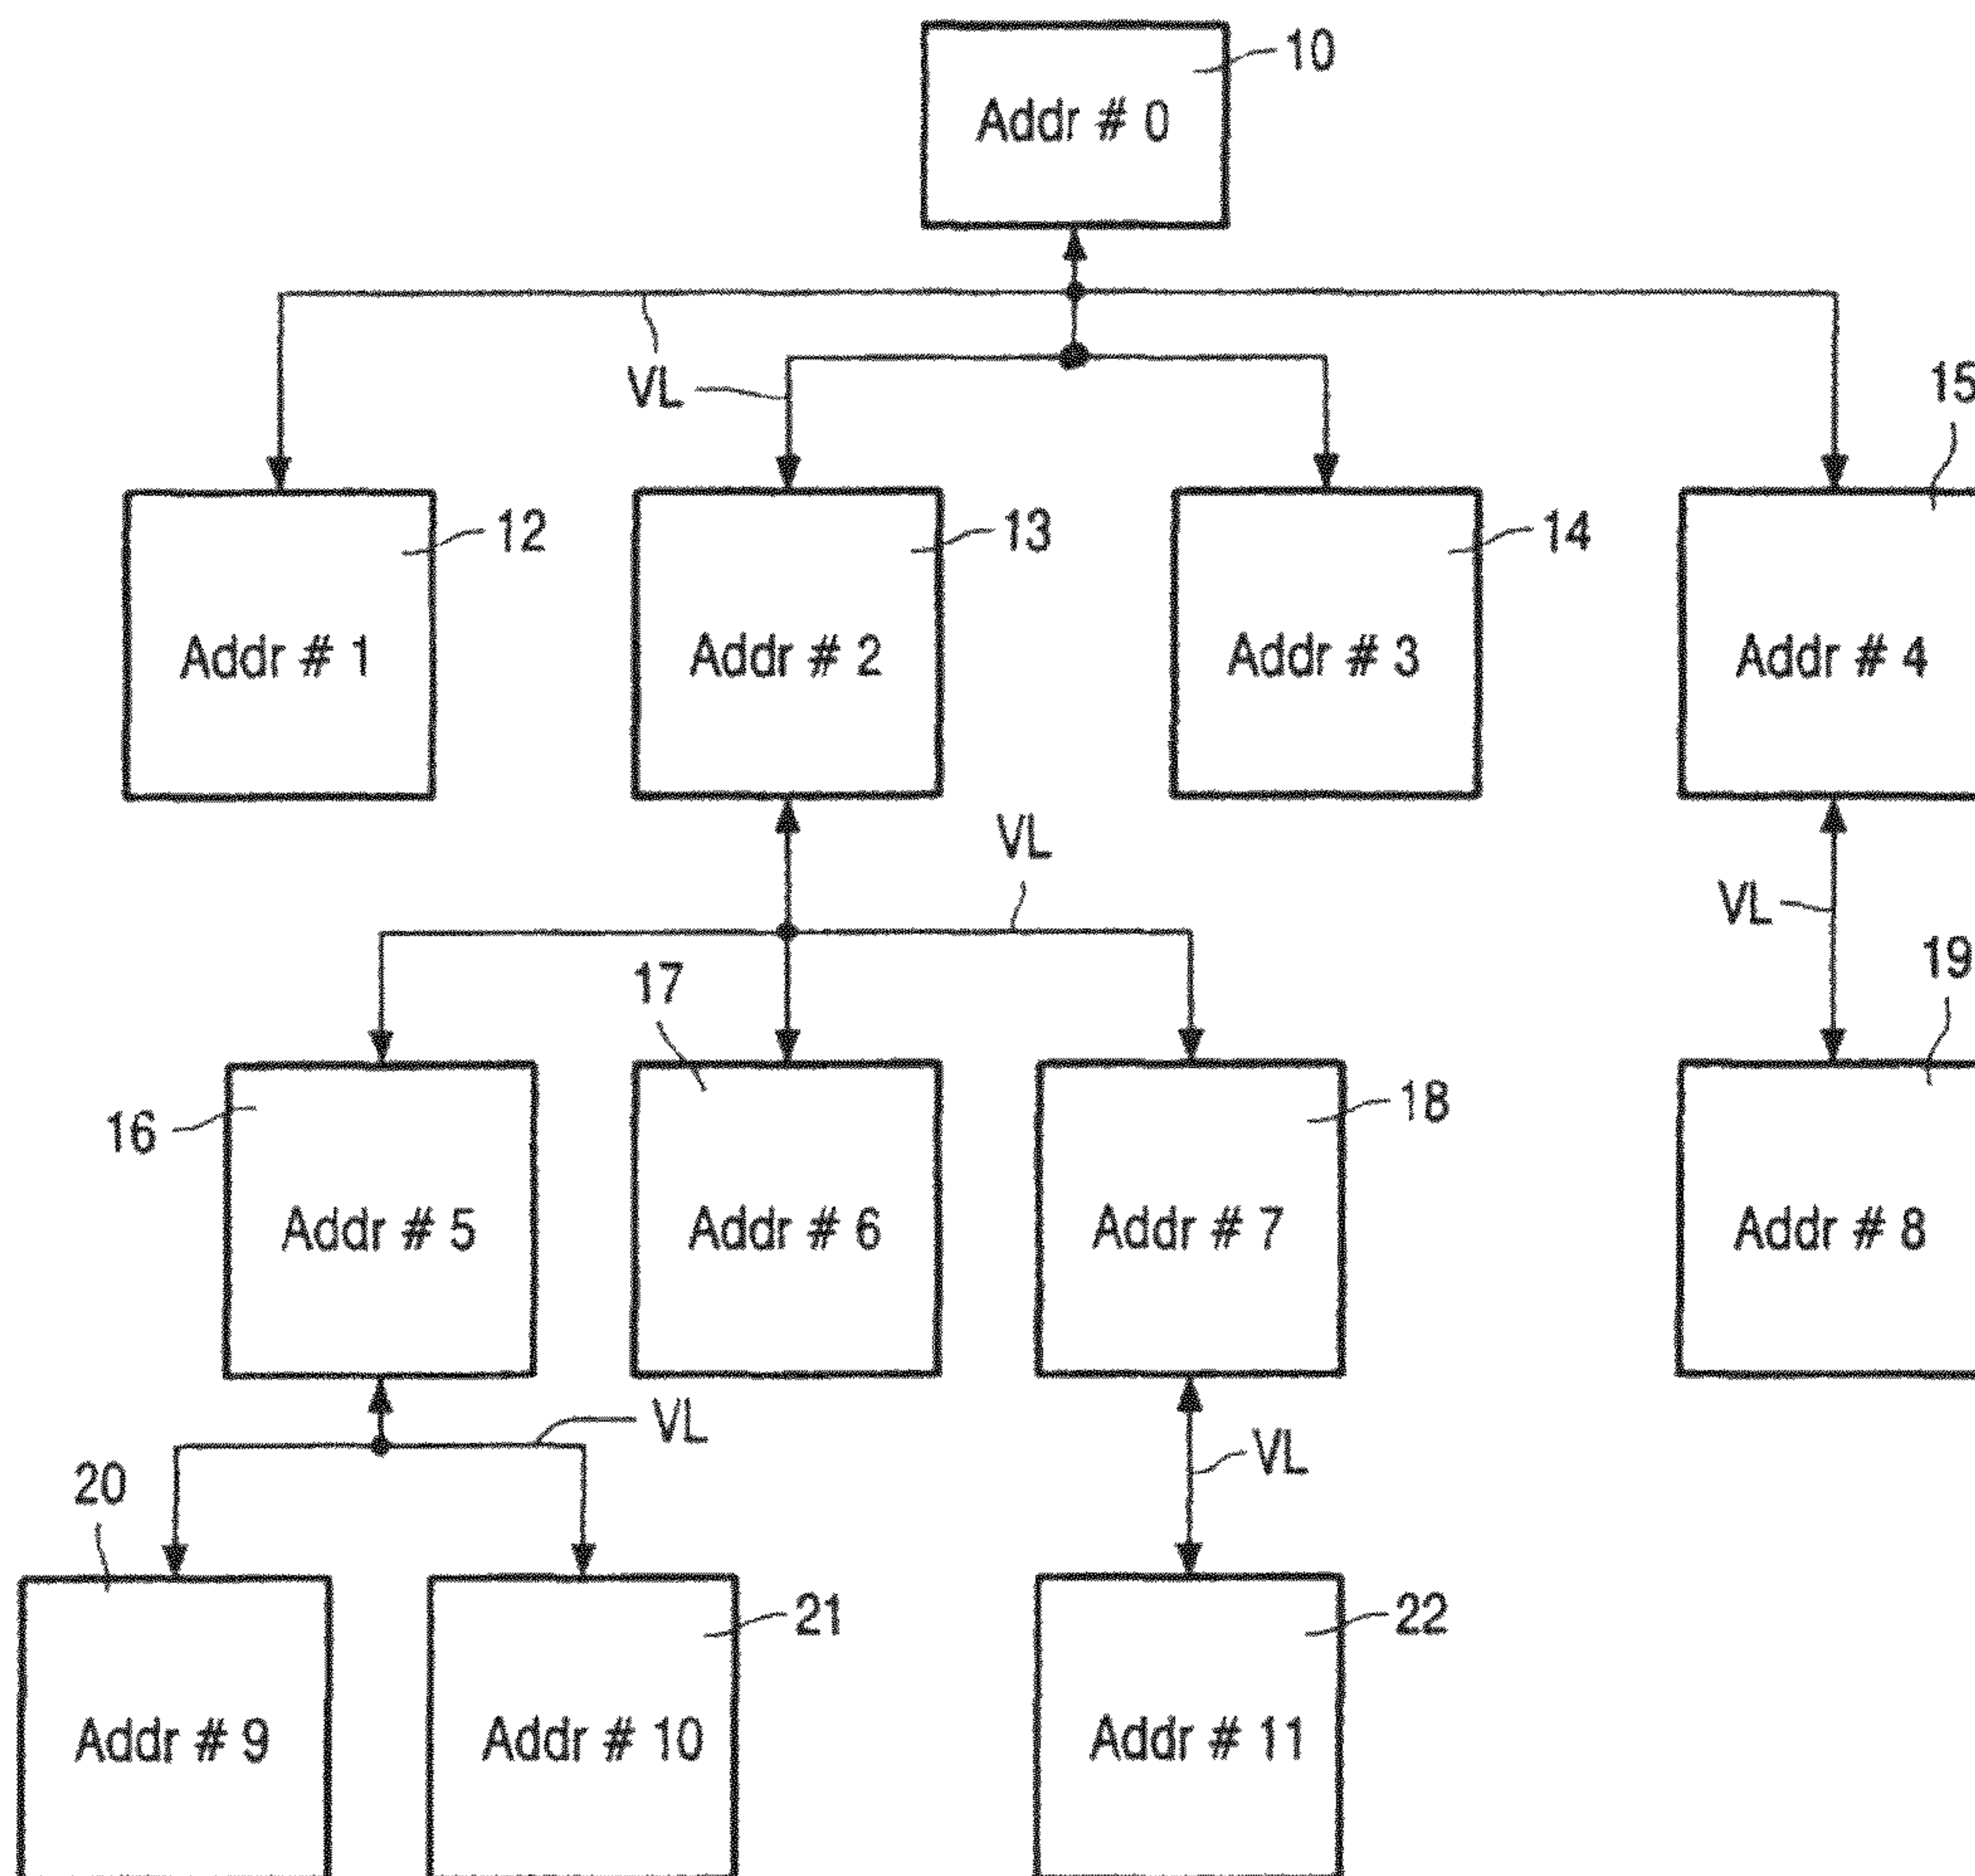 10
Addr # 0
VL
15
12
13
14
Addr # 1
Addr # 2
Addr # 3
Addr # 4
VL
VL
17
19
16
18
Addr # 5
Addr # 6
Addr # 7
Addr # 8
VL
VL
20
21
22
Addr # 9
Addr # 10
Addr # 11